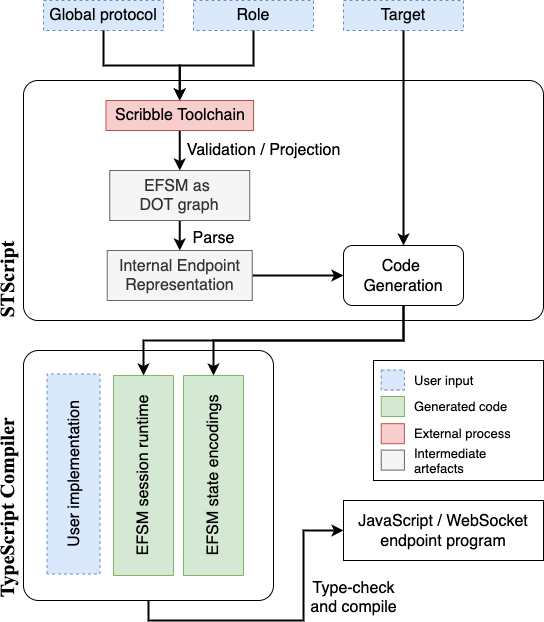 Global protocol
Role
Target
Scribble Toolchain
Validation / Projection
EFSM as
DOT graph
Parse
Internal Endpoint
Representation
Code
Generation
STScript
User input
Generated code
External process
Intermediate
artefacts
TypeScript Compiler
User implementation
EFSM session runtime
EFSM state encodings
JavaScript / WebSocket
endpoint program
Type-check
and compile